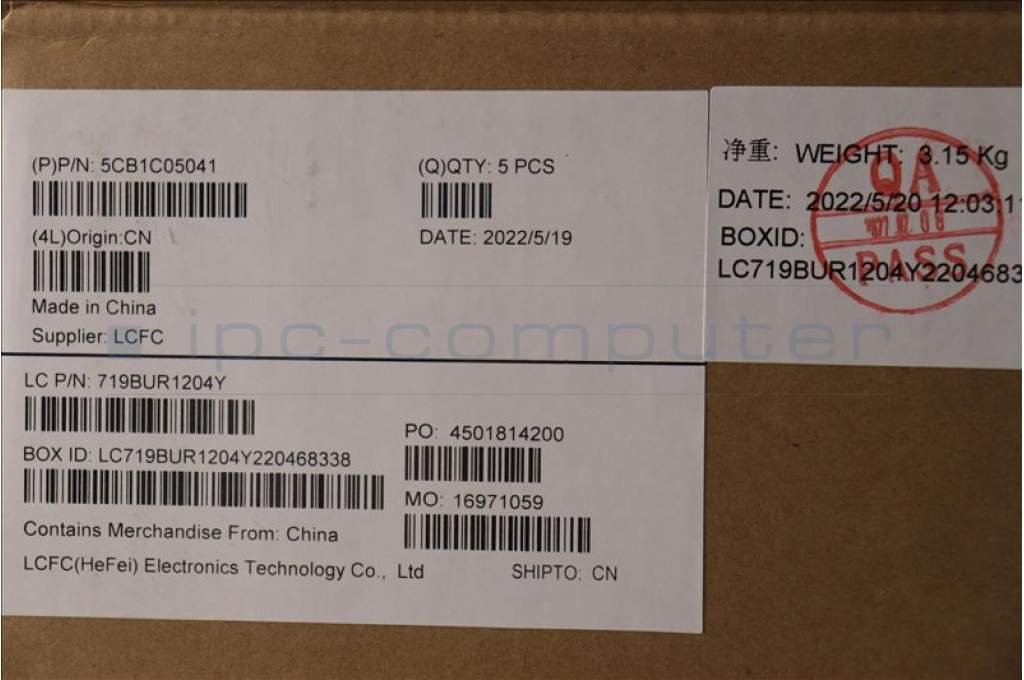 (P)P/N: 5CB1C05041
(Q)QTY: 5 PCS
(4L)Origin:CN
DATE: 2022/5/19
Made in China
Supplier: LCFC
净重: WEIGHT: 3.15 Kg
DATE: 2022/5/20 12:03:1
BOXID:
LC719BUR1204Y2204683
QA
PASS
ipc-computer
LC P/N: 719BUR1204Y
BOX ID: LC719BUR1204Y220468338
PO: 4501814200
MO: 16971059
Contains Merchandise From: China
LCFC(HeFei) Electronics Technology Co., Ltd
SHIPTO: CN